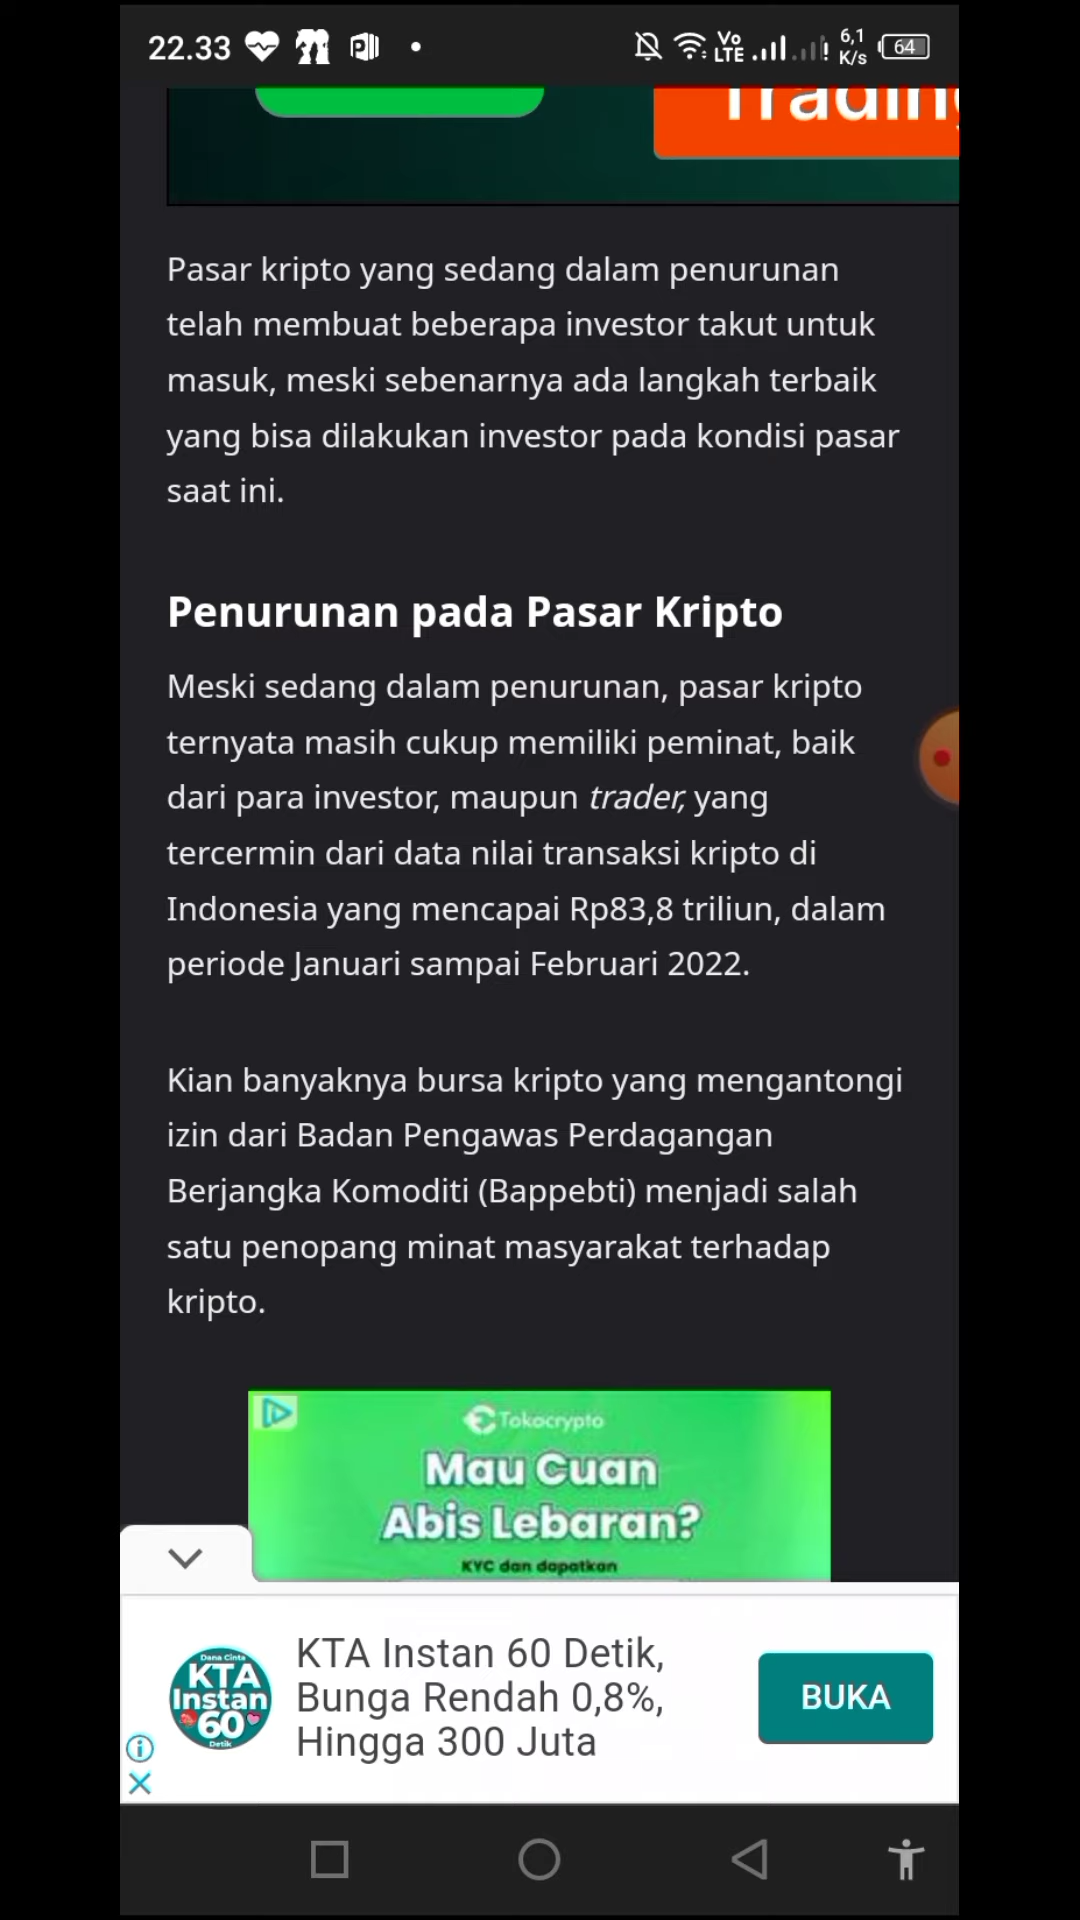 22.33
Vo
LTE
6,1
K/s
64
Trading
Pasar kripto yang sedang dalam penurunan
telah membuat beberapa investor takut untuk
masuk, meski sebenarnya ada langkah terbaik
yang bisa dilakukan investor pada kondisi pasar
saat ini.
Penurunan pada Pasar Kripto
Meski sedang dalam penurunan, pasar kripto
ternyata masih cukup memiliki peminat, baik
dari para investor, maupun trader, yang
tercermin dari data nilai transaksi kripto di
Indonesia yang mencapai Rp83,8 triliun, dalam
periode Januari sampai Februari 2022.
Kian banyaknya bursa kripto yang mengantongi
izin dari Badan Pengawas Perdagangan
Berjangka Komoditi (Bappebti) menjadi salah
satu penopang minat masyarakat terhadap
kripto.
Tokocrypto
Mau Cuan
Abis Lebaran?
KYC dan dapatkan
Dana Cinta
KTA
Instan
60
Detik
KTA Instan 60 Detik,
Bunga Rendah 0,8%,
Hingga 300 Juta
BUKA